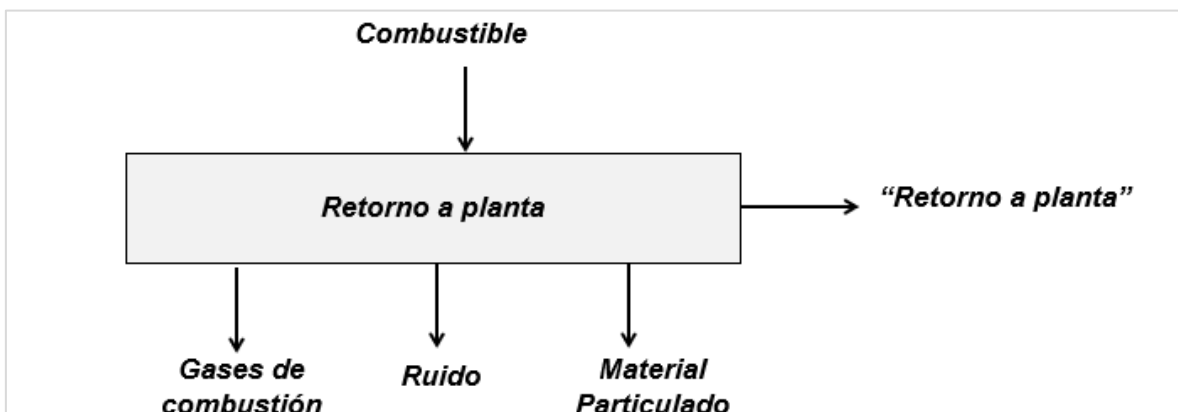 Combustible
Retorno a planta
“Retorno a planta”
Gases de
combustión
Ruido
Material
Particulado